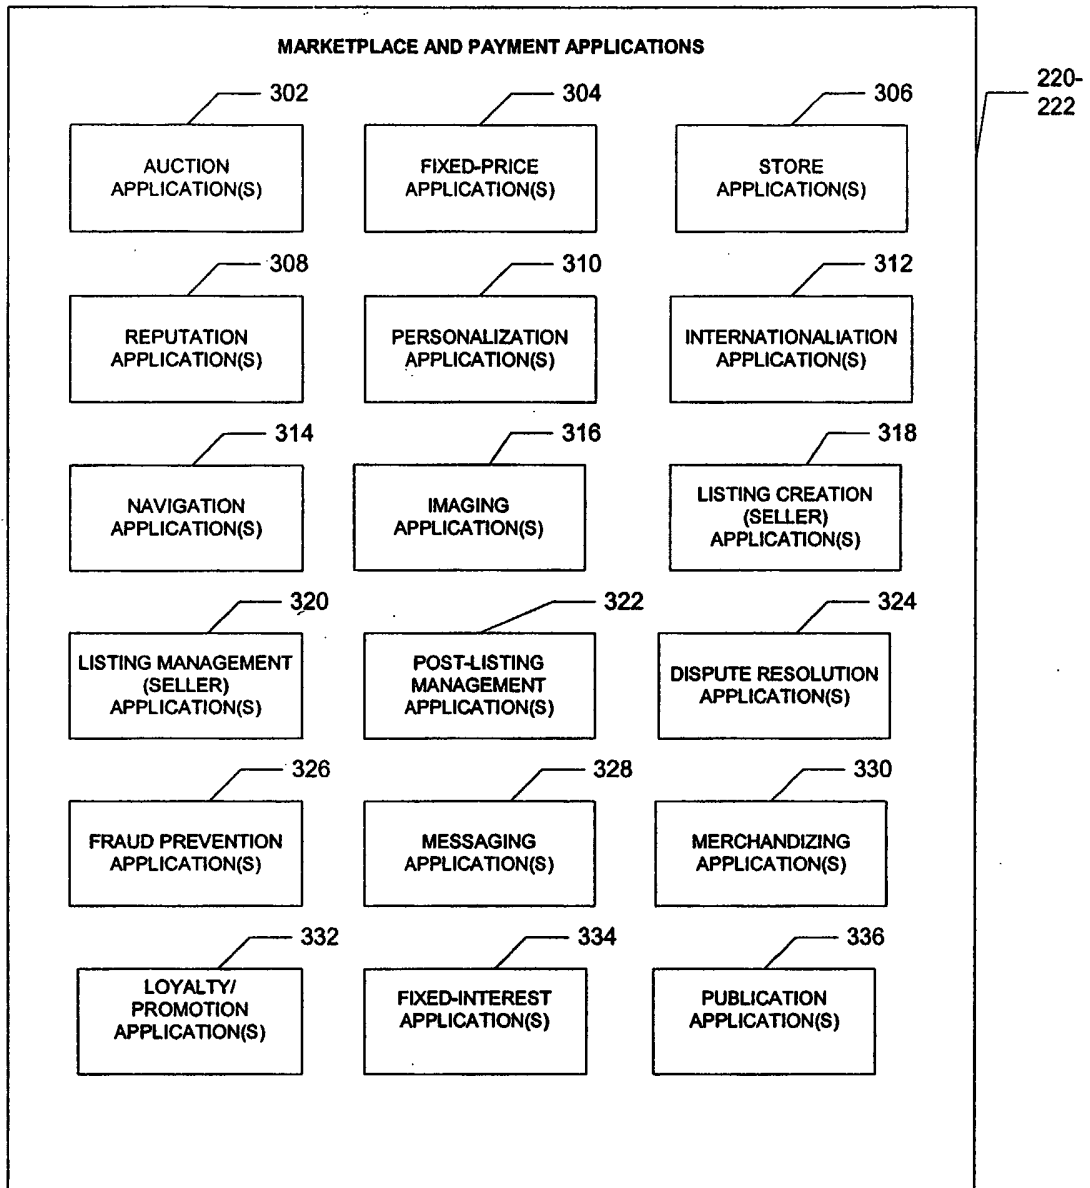 MARKETPLACE AND PAYMENT APPLICATIONS
220-
222
302
304
306
AUCTION
APPLICATION(S)
FIXED-PRICE
APPLICATION(S)
STORE
APPLICATION(S)
308
310
312
REPUTATION
APPLICATION(S)
PERSONALIZATION
APPLICATION(S)
INTERNATIONALIATION
APPLICATION(S)
314
316
318
NAVIGATION
APPLICATION(S)
IMAGING
APPLICATION(S)
LISTING CREATION
(SELLER)
APPLICATION(S)
320
322
324
LISTING MANAGEMENT
(SELLER)
APPLICATION(S)
POST-LISTING
MANAGEMENT
APPLICATION(S)
DISPUTE RESOLUTION
APPLICATION(S)
326
328
330
FRAUD PREVENTION
APPLICATION(S)
MESSAGING
APPLICATION(S)
MERCHANDIZING
APPLICATION(S)
332
334
336
LOYALTY/
PROMOTION
APPLICATION(S)
FIXED-INTEREST
APPLICATION(S)
PUBLICATION
APPLICATION(S)